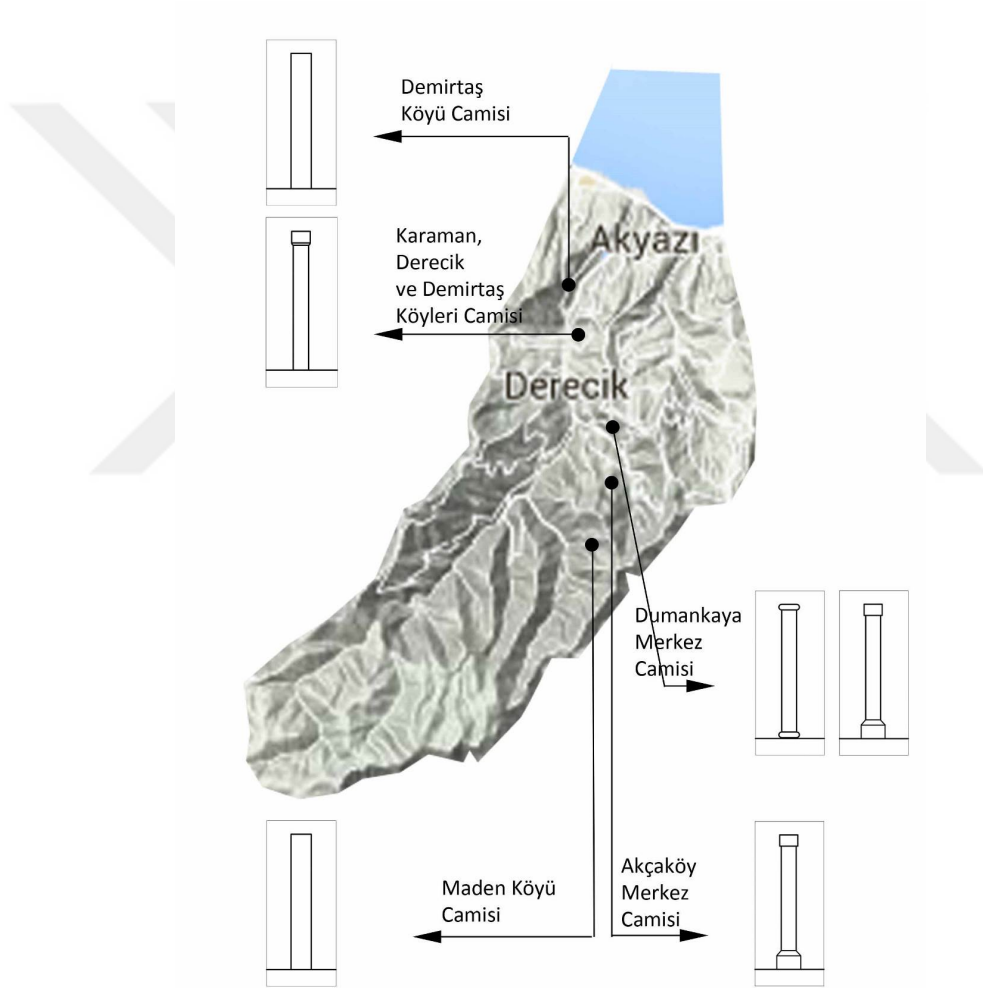 Demirtaş
Köyü Camisi
Karaman,
Derecik
ve Demirtaş
Köyleri Camisi
Akyazı
Derecik
Dumankaya
Merkez
Camisi
Maden Köyü
Camisi
Akçaköy
Merkez
Camisi